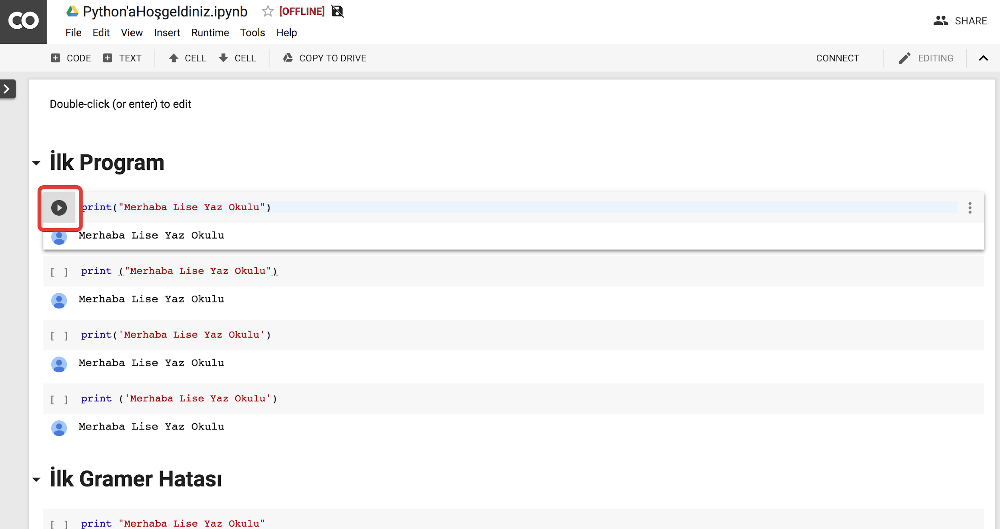 Python'aHoşgeldiniz.ipynb [OFFLINE]
SHARE
File Edit View Insert Runtime Tools Help
CODE TEXT CELL CELL COPY TO DRIVE CONNECT EDITING
Double-click (or enter) to edit
İlk Program
print("Merhaba Lise Yaz Okulu")
Merhaba Lise Yaz Okulu
[ ] print ("Merhaba Lise Yaz Okulu")
Merhaba Lise Yaz Okulu
[ ] print('Merhaba Lise Yaz Okulu')
Merhaba Lise Yaz Okulu
[ ] print ('Merhaba Lise Yaz Okulu')
Merhaba Lise Yaz Okulu
İlk Gramer Hatası
[ ] print "Merhaba Lise Yaz Okulu"